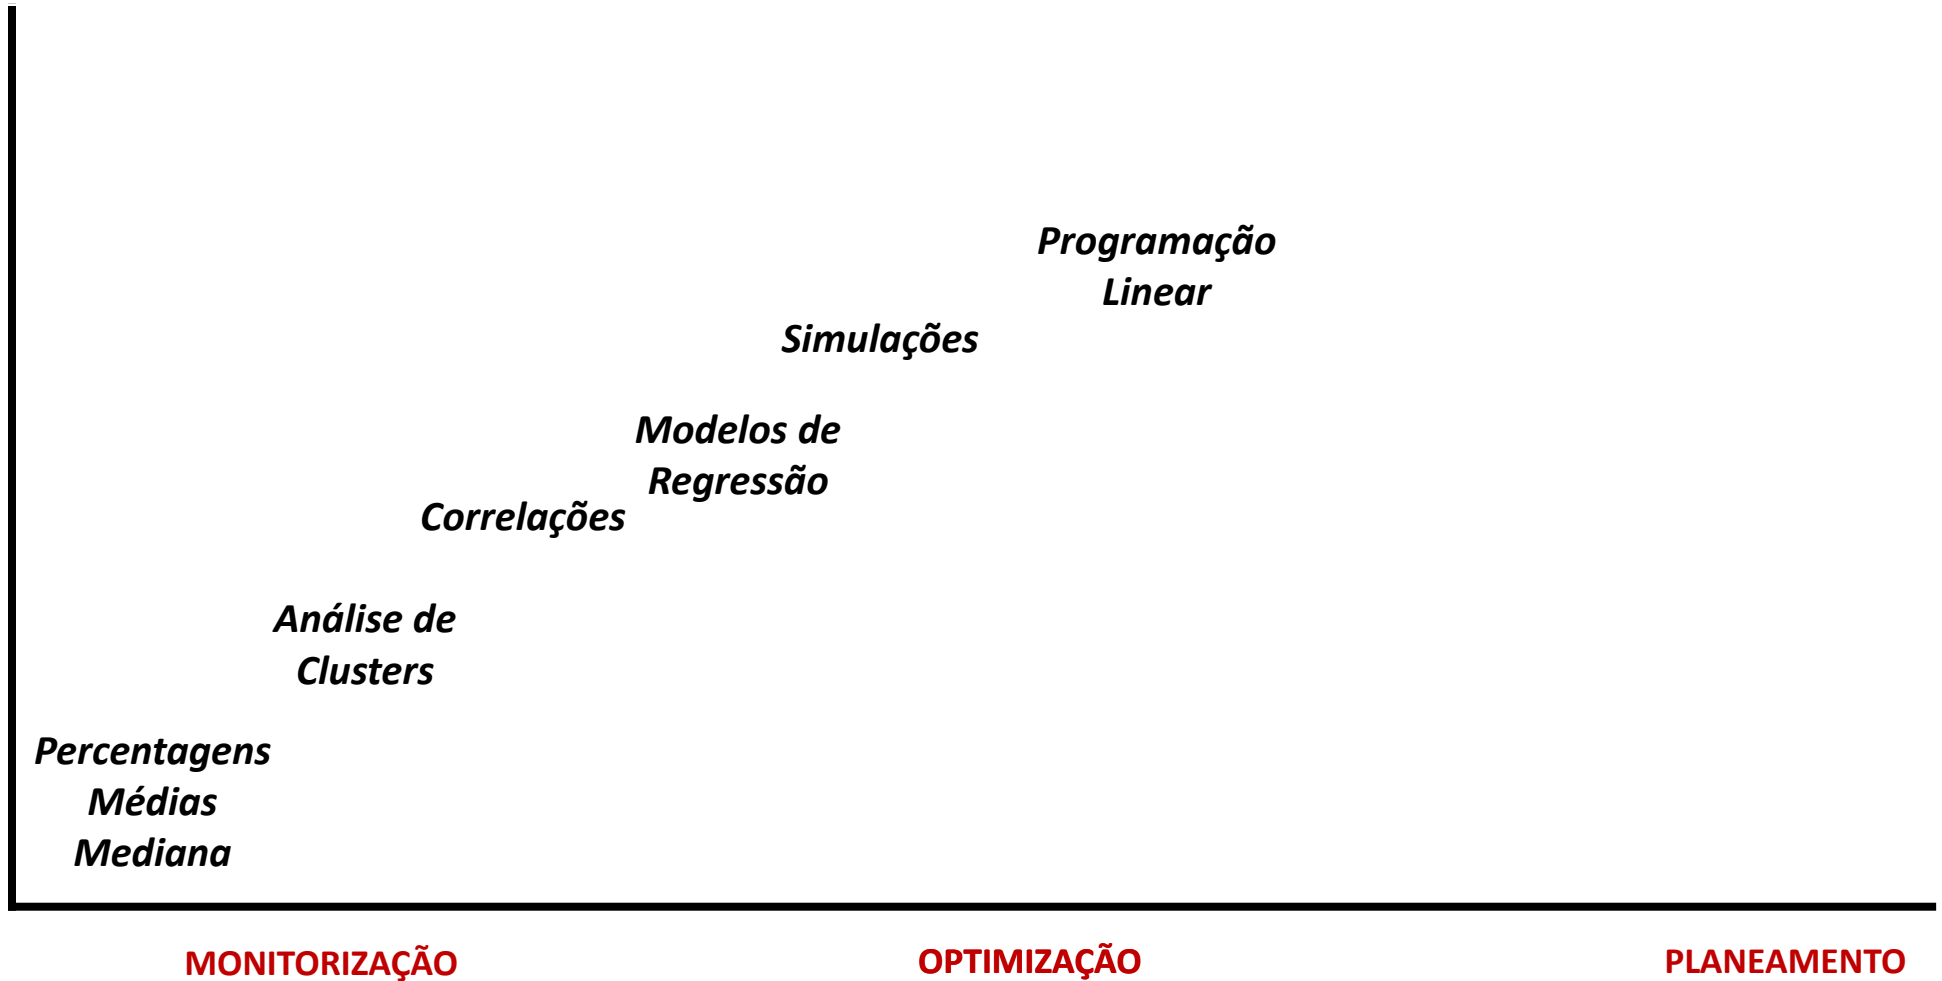 Programação
Linear
Simulações
Modelos de
Regressão
Correlações
Análise de
Clusters
Percentagens
Médias
Mediana
MONITORIZAÇÃO
OPTIMIZAÇÃO
PLANEAMENTO